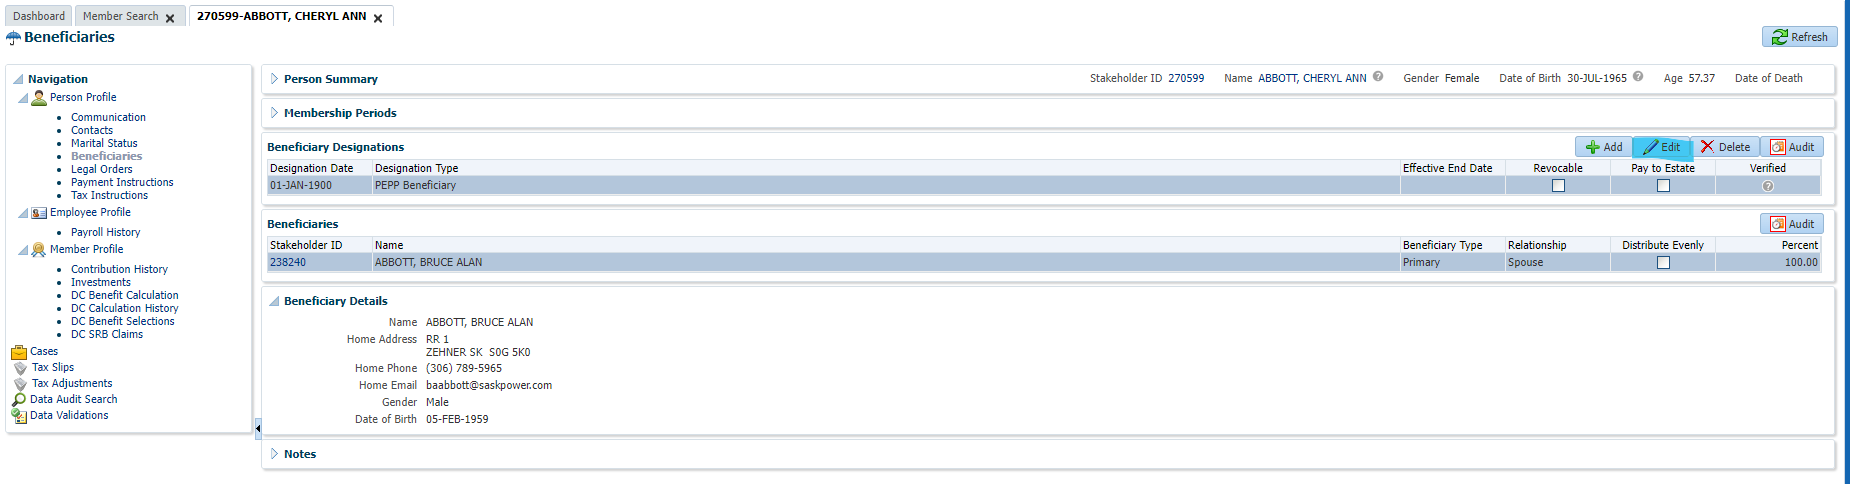 Dashboard Member Search 270599-ABBOTT, CHERYL ANN
Beneficiaries Refresh
Navigation
Person Profile
Communication
Contacts
Marital Status
Beneficiaries
Legal Orders
Payment Instructions
Tax Instructions
Employee Profile
Payroll History
Member Profile
Contribution History
Investments
DC Benefit Calculation
DC Calculation History
DC Benefit Selections
DC SRB Claims
Cases
Tax Slips
Tax Adjustments
Data Audit Search
Data Validations
Person Summary Stakeholder ID 270599 Name ABBOTT, CHERYL ANN Gender Female Date of Birth 30-JUL-1965 Age 57.37 Date of Death
Membership Periods
Beneficiary Designations Add Edit Delete Audit
Designation Date Designation Type Effective End Date Revocable Pay to Estate Verified
01-JAN-1900 PEPP Beneficiary
Beneficiaries Audit
Stakeholder ID Name Beneficiary Type Relationship Distribute Evenly Percent
238240 ABBOTT, BRUCE ALAN Primary Spouse 100.00
Beneficiary Details
Name ABBOTT, BRUCE ALAN
Home Address RR 1
ZEHNER SK S0G 5K0
Home Phone (306) 789-5965
Home Email baabbott@saskpower.com
Gender Male
Date of Birth 05-FEB-1959
Notes